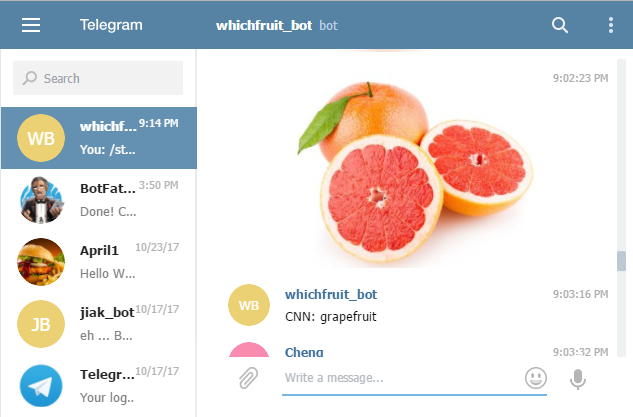 Telegram
whichfruit_bot bot
Search
WB
whichf... 9:14 PM
You: /st...
BotFat... 3:50 PM
Done! C...
April1 10/23/17
Hello W...
JB
jiak_bot 10/17/17
eh ... B...
Telegr... 10/17/17
Your log..
9:02:23 PM
WB
whichfruit_bot 9:03:16 PM
CNN: grapefruit
Cheng 9:03:32 PM
Write a message...